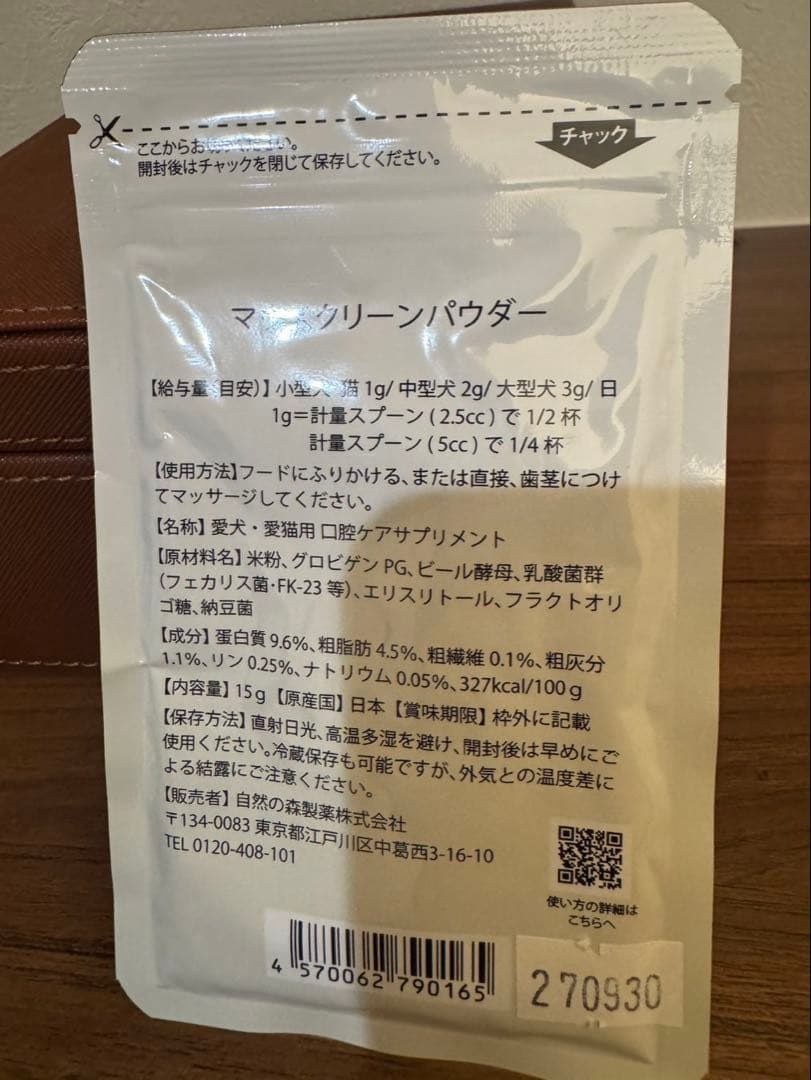 ここからお切りください。
開封後はチャックを閉じて保存してください。
チャック
マ クリーンパウダー
【給与量(目安)】小型犬・猫 1g/ 中型犬 2g/ 大型犬 3g/ 日
1g=計量スプーン ( 2.5cc ) で 1/2 杯
計量スプーン ( 5cc ) で 1/4 杯
【使用方法】フードにふりかける、または直接、歯茎につけ
てマッサージしてください。
【名称】愛犬・愛猫用 口腔ケアサプリメント
【原材料名】米粉、グロビゲン PG、ビール酵母、乳酸菌群
(フェカリス菌・FK-23 等)、エリスリトール、フラクトオリ
ゴ糖、納豆菌
【成分】蛋白質 9.6%、粗脂肪 4.5%、粗繊維 0.1%、粗灰分
1.1%、リン 0.25%、ナトリウム 0.05%、327kcal/100 g
【内容量】15 g 【原産国】日本 【賞味期限】枠外に記載
【保存方法】直射日光、高温多湿を避け、開封後は早めにご
使用ください。冷蔵保存も可能ですが、外気との温度差に
よる結露にご注意ください。
【販売者】自然の森製薬株式会社
〒134-0083 東京都江戸川区中葛西3-16-10
TEL 0120-408-101
使い方の詳細は
こちらへ
4 570062 790165
270930